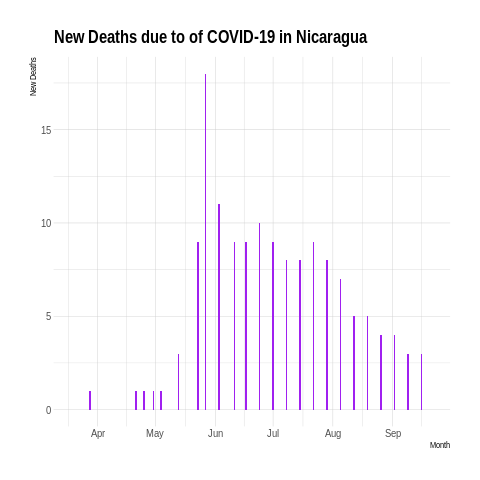 New Deaths due to of COVID-19 in Nicaragua
New Deaths
15
10
5
0
Apr May Jun Jul Aug Sep
Month